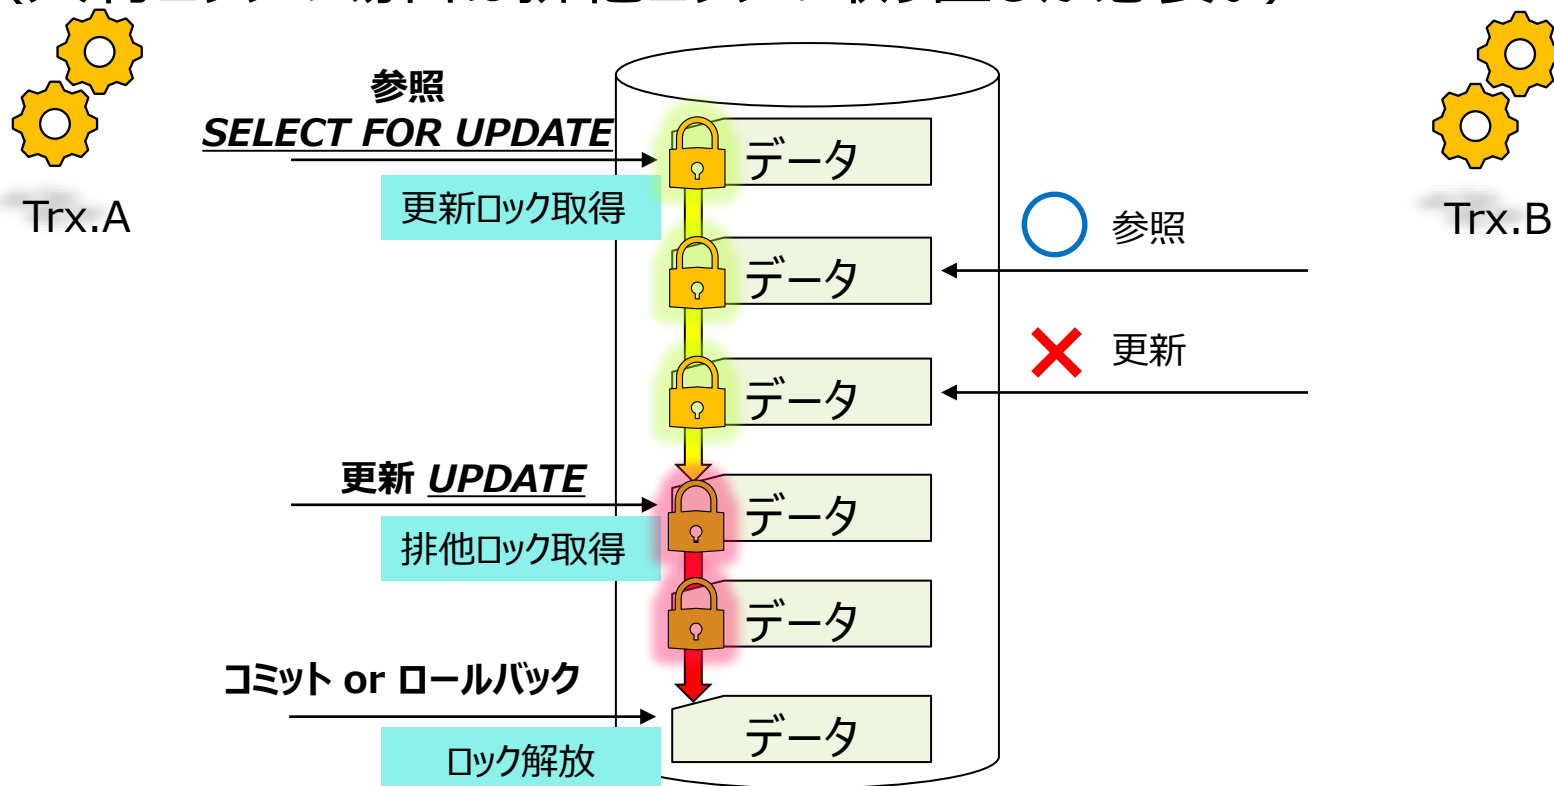 参照
SELECT FOR UPDATE
データ
更新ロック取得
Trx.A
Trx.B
参照
データ
更新
データ
更新 UPDATE
データ
排他ロック取得
データ
コミット or ロールバック
データ
ロック解放